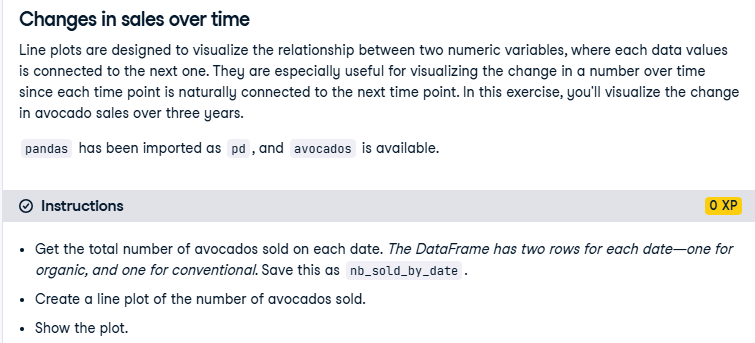 Changes in sales over time
Line plots are designed to visualize the relationship between two numeric variables, where each data values
is connected to the next one. They are especially useful for visualizing the change in a number over time
since each time point is naturally connected to the next time point. In this exercise, you'll visualize the change
in avocado sales over three years.
pandas has been imported as pd, and avocados is available.
Instructions
0 XP
• Get the total number of avocados sold on each date. The DataFrame has two rows for each date—one for
organic, and one for conventional. Save this as nb_sold_by_date.
• Create a line plot of the number of avocados sold.
• Show the plot.